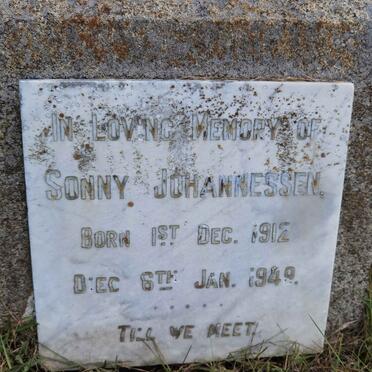 IN LOVING MEMORY OF
SONNY JOHANNESSEN.
BORN 1ST DEC. 1912
DIED 6TH JAN. 1949.
TILL WE MEET.